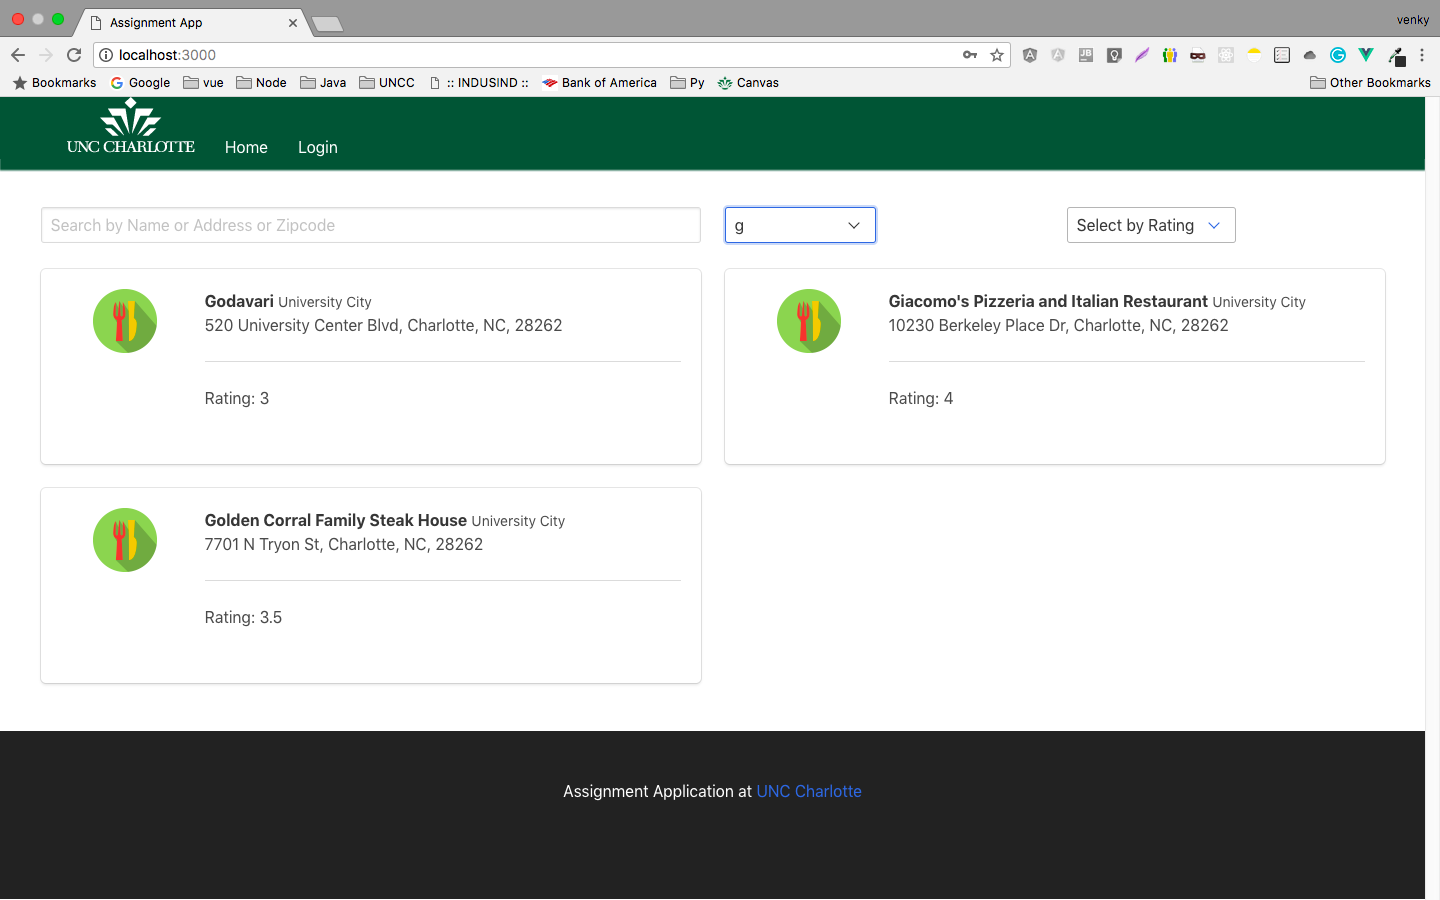 Assignment App
venky
localhost:3000
Bookmarks Google vue Node Java UNCC :: INDUSIND :: Bank of America Py Canvas Other Bookmarks
UNC CHARLOTTE Home Login
Search by Name or Address or Zipcode g Select by Rating
Godavari University City
520 University Center Blvd, Charlotte, NC, 28262
Rating: 3
Giacomo's Pizzeria and Italian Restaurant University City
10230 Berkeley Place Dr, Charlotte, NC, 28262
Rating: 4
Golden Corral Family Steak House University City
7701 N Tryon St, Charlotte, NC, 28262
Rating: 3.5
Assignment Application at UNC Charlotte